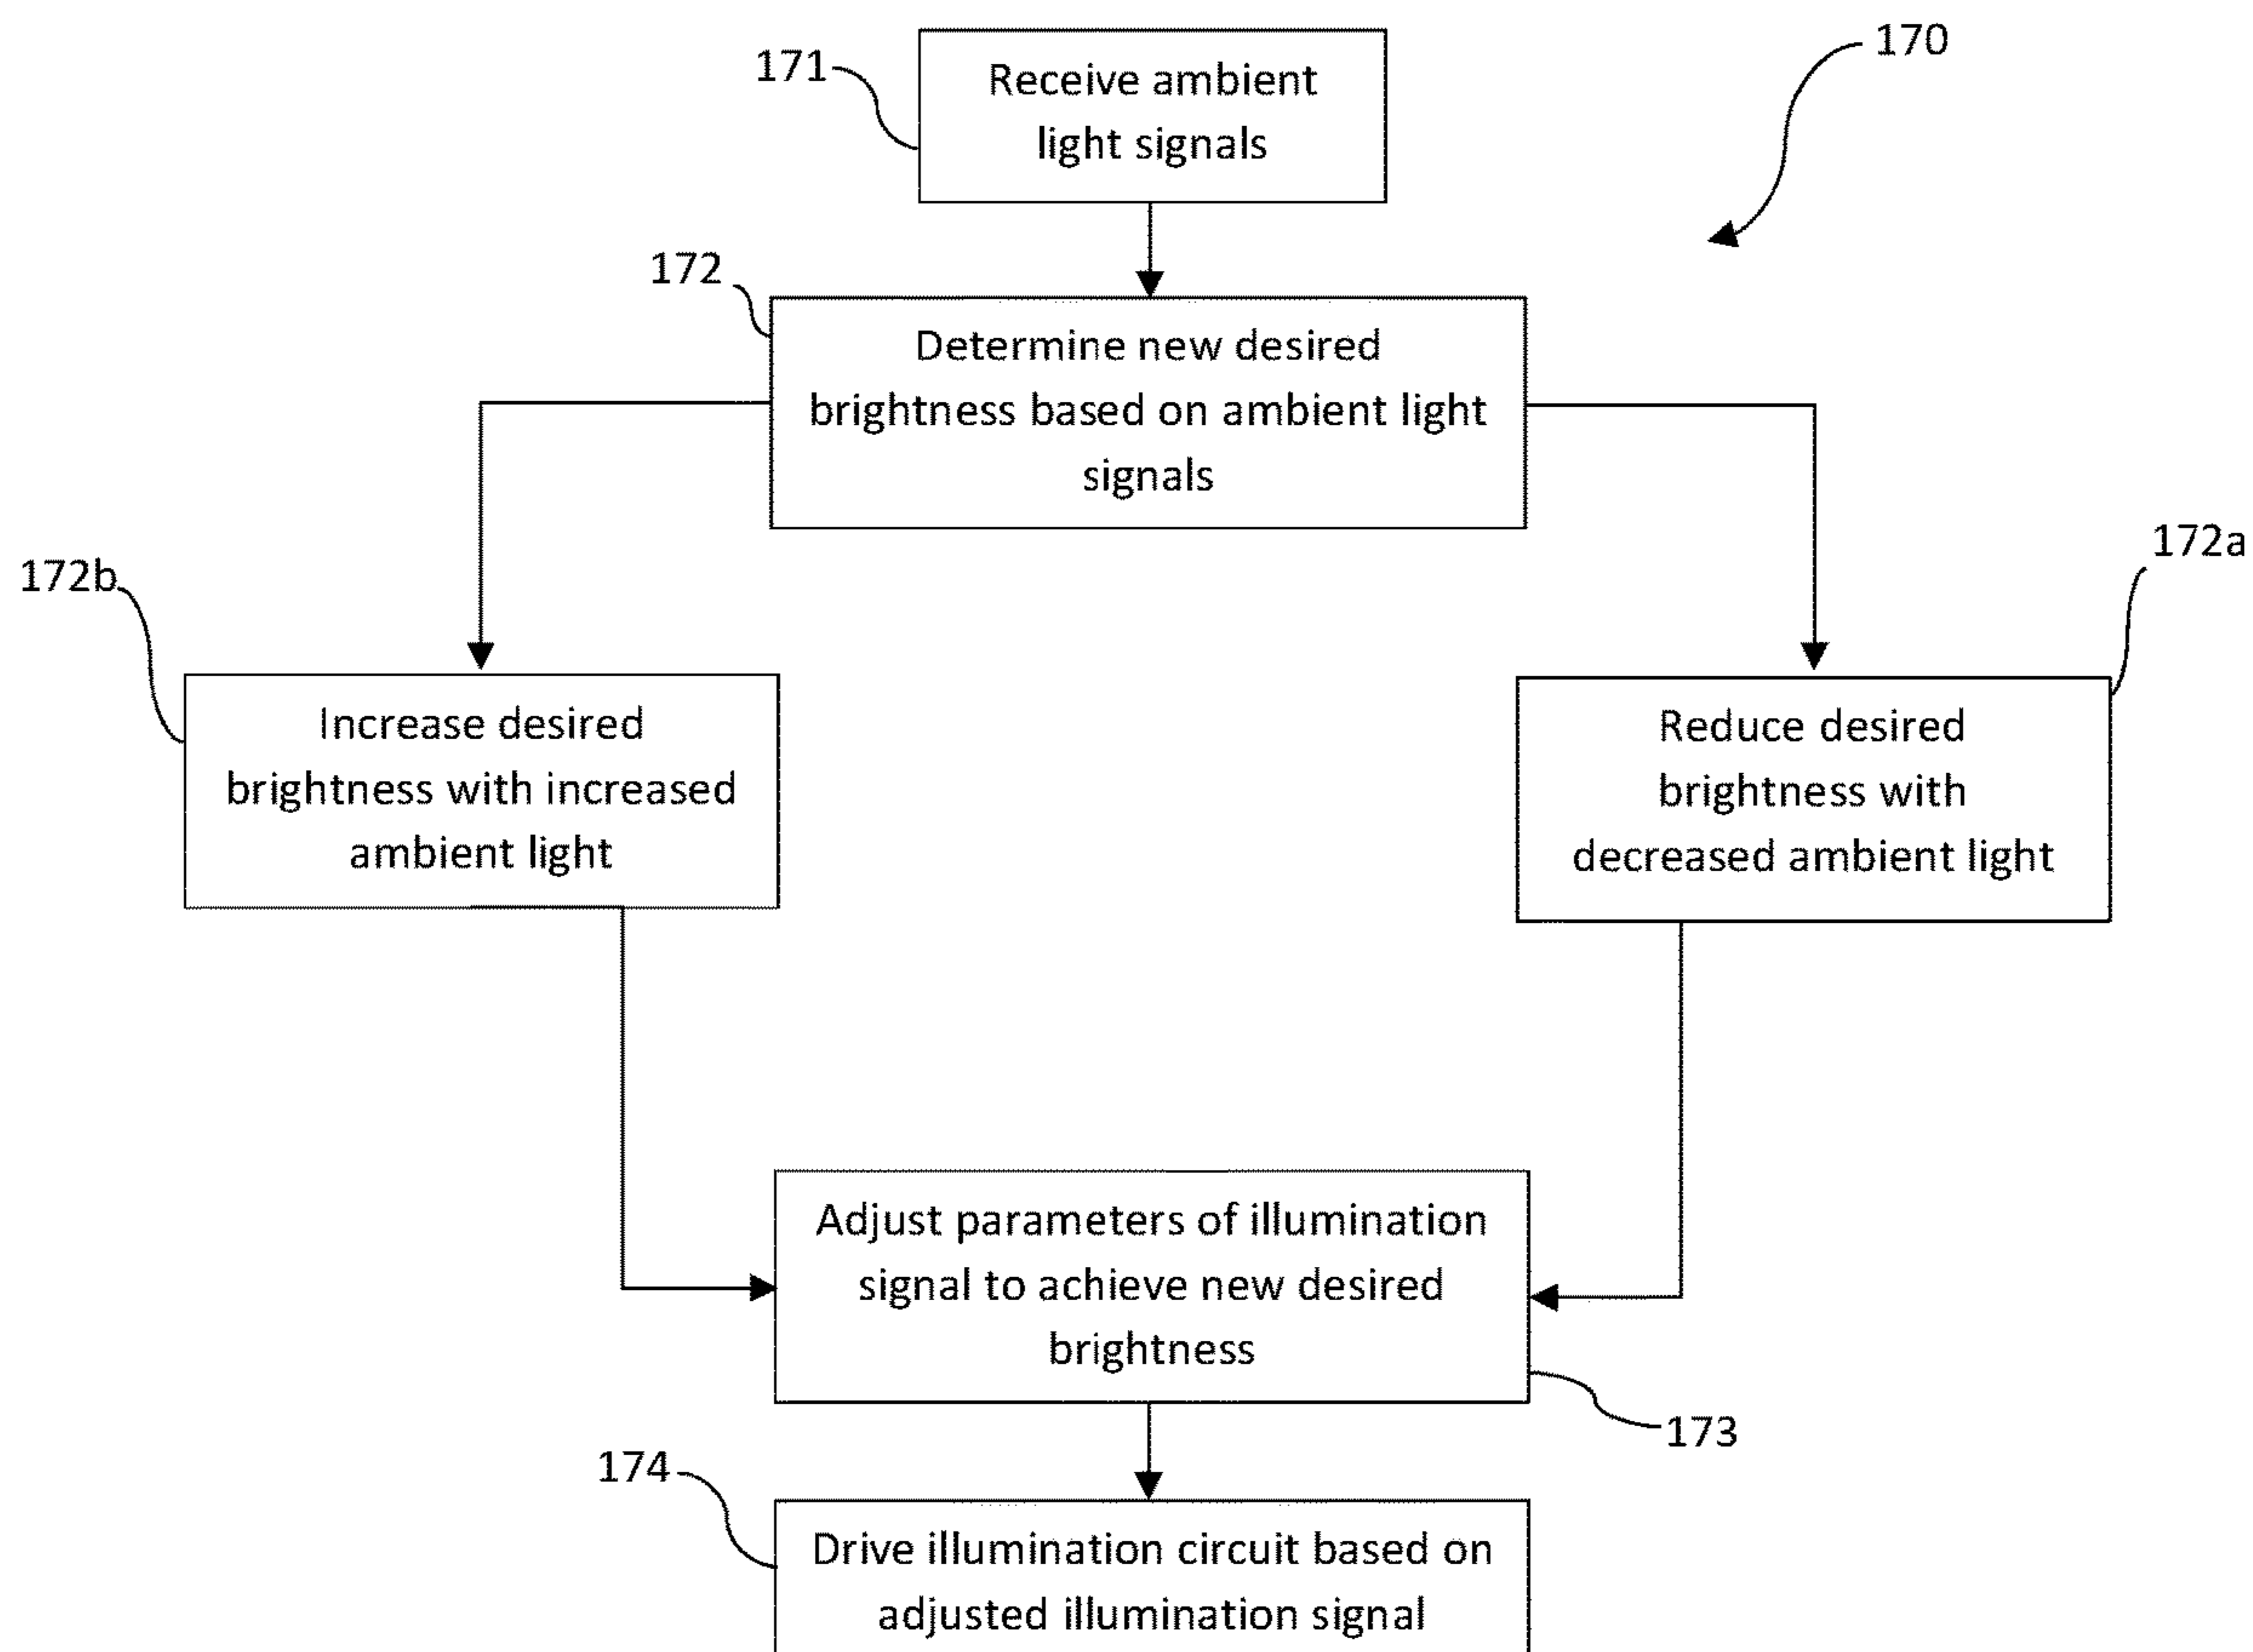 170
171
Receive ambient
light signals
172
Determine new desired
brightness based on ambient light
signals
172b
Increase desired
brightness with increased
ambient light
172a
Reduce desired
brightness with
decreased ambient light
Adjust parameters of illumination
signal to achieve new desired
brightness
173
174
Drive illumination circuit based on
adjusted illumination signal